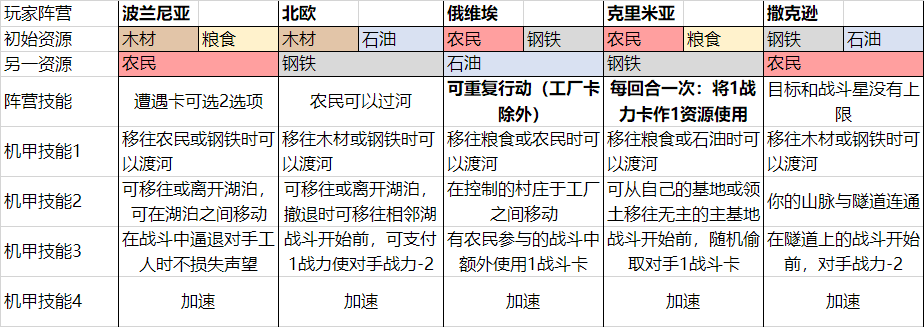 玩家阵营 波兰尼亚 北欧 俄维埃 克里米亚 撒克逊
初始资源 木材 粮食 木材 石油 农民 钢铁 农民 粮食 钢铁 石油
另一资源 农民 钢铁 石油 钢铁 农民
阵营技能 遭遇卡可选2选项 农民可以过河 可重复行动（工厂卡除外） 每回合一次：将1战力卡作1资源使用 目标和战斗星没有上限
机甲技能1 移往农民或钢铁时可以渡河 移往木材或钢铁时可以渡河 移往粮食或农民时可以渡河 移往粮食或石油时可以渡河 移往木材或钢铁时可以渡河
机甲技能2 可移往或离开湖泊，可在湖泊之间移动 可移往或离开湖泊，撤退时可移往相邻湖 在控制的村庄于工厂之间移动 可从自己的基地或领土移往无主的主基地 你的山脉与隧道连通
机甲技能3 在战斗中逼退对手工人时不损失声望 战斗开始前，可支付1战力使对手战力-2 有农民参与的战斗中额外使用1战斗卡 战斗开始前，随机偷取对手1战斗卡 在隧道上的战斗开始前，对手战力-2
机甲技能4 加速 加速 加速 加速 加速